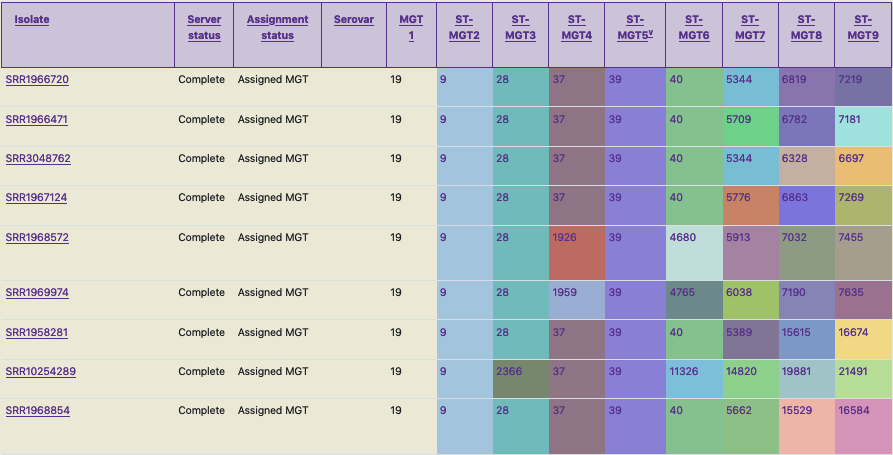 Isolate Server status Assignment status Serovar MGT 1 ST-MGT2 ST-MGT3 ST-MGT4 ST-MGT5ᵛ ST-MGT6 ST-MGT7 ST-MGT8 ST-MGT9
SRR1966720 Complete Assigned MGT 19 9 28 37 39 40 5344 6819 7219
SRR1966471 Complete Assigned MGT 19 9 28 37 39 40 5709 6782 7181
SRR3048762 Complete Assigned MGT 19 9 28 37 39 40 5344 6328 6697
SRR1967124 Complete Assigned MGT 19 9 28 37 39 40 5776 6863 7269
SRR1968572 Complete Assigned MGT 19 9 28 1926 39 4680 5913 7032 7455
SRR1969974 Complete Assigned MGT 19 9 28 1959 39 4765 6038 7190 7635
SRR1958281 Complete Assigned MGT 19 9 28 37 39 40 5389 15615 16674
SRR10254289 Complete Assigned MGT 19 9 2366 37 39 11326 14820 19881 21491
SRR1968854 Complete Assigned MGT 19 9 28 37 39 40 5662 15529 16584